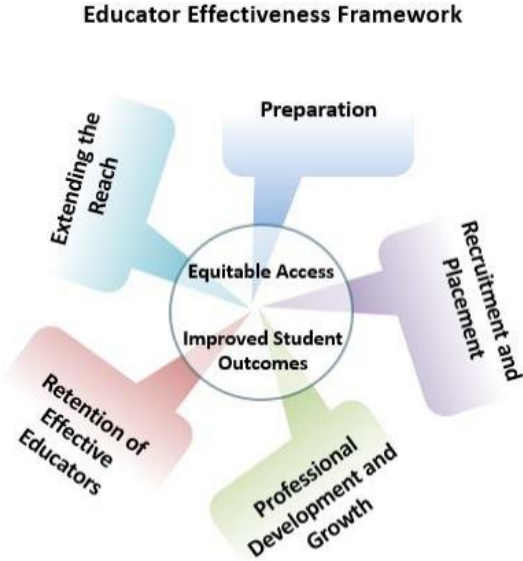 Educator Effectiveness Framework
Preparation
Extending the
Reach
Recruitment and
Placement
Equitable Access
Improved Student
Outcomes
Retention of
Effective
Educators
Professional
Development and
Growth